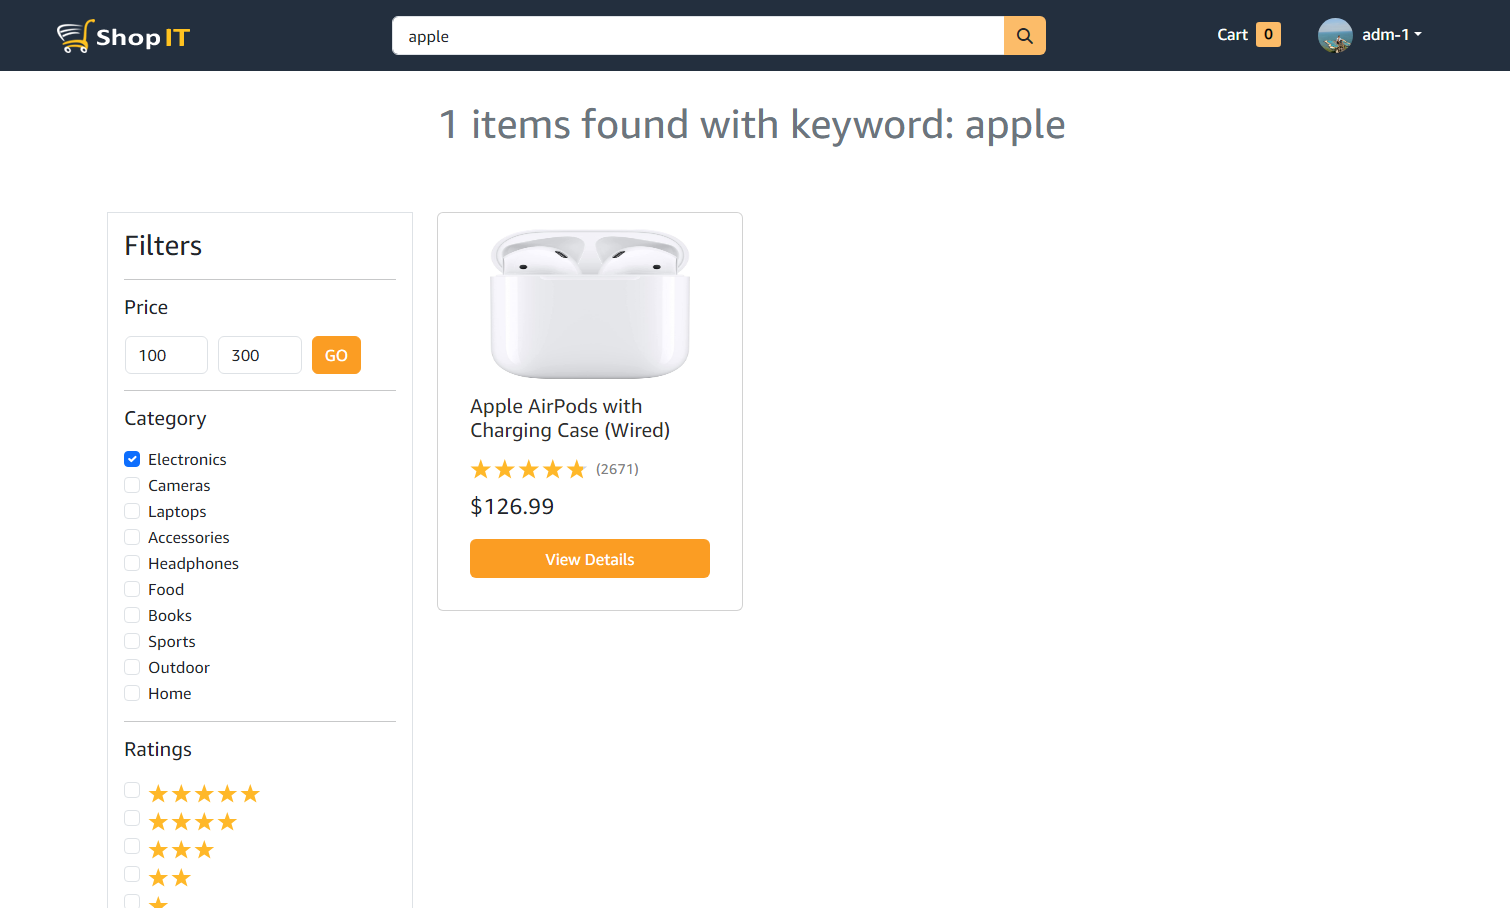 ShopIT
apple
Cart 0
adm-1
1 items found with keyword: apple
Filters
Price
100 300 GO
Category
Electronics
Cameras
Laptops
Accessories
Headphones
Food
Books
Sports
Outdoor
Home
Ratings
Apple AirPods with
Charging Case (Wired)
(2671)
$126.99
View Details